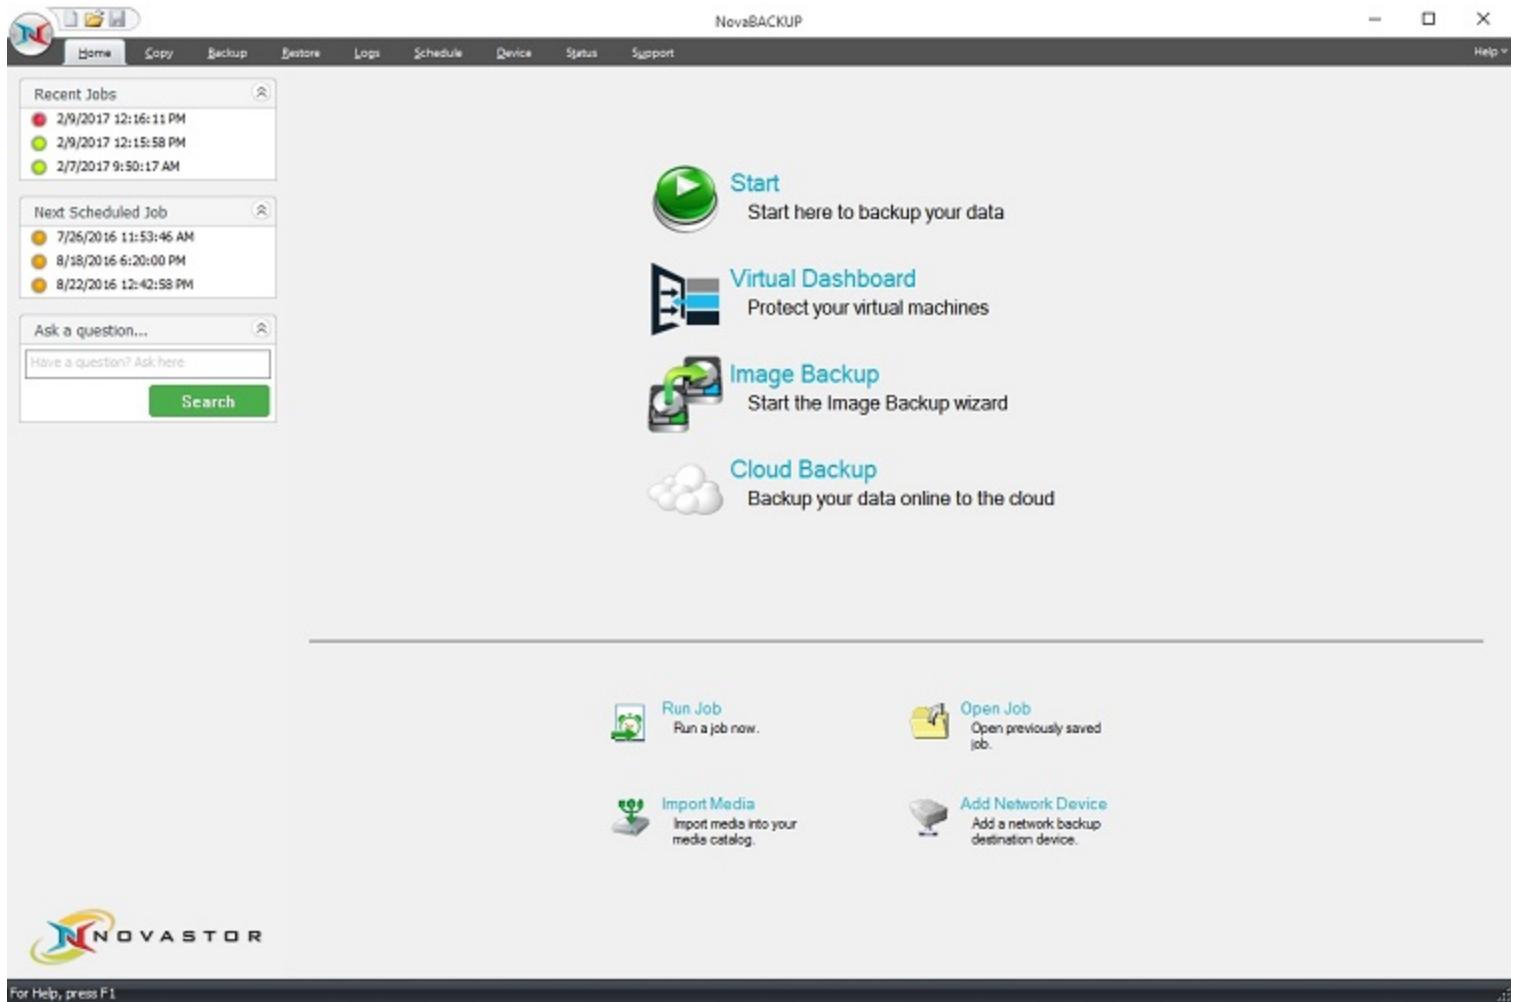 NovaBACKUP
Home Copy Backup Restore Logs Schedule Device Status Support Help
Recent Jobs
2/9/2017 12:16:11 PM
2/9/2017 12:15:58 PM
2/7/2017 9:50:17 AM
Next Scheduled Job
7/26/2016 11:53:46 AM
8/18/2016 6:20:00 PM
8/22/2016 12:42:58 PM
Ask a question...
Have a question? Ask here
Search
Start
Start here to backup your data
Virtual Dashboard
Protect your virtual machines
Image Backup
Start the Image Backup wizard
Cloud Backup
Backup your data online to the cloud
Run Job
Run a job now.
Open Job
Open previously saved
job.
Import Media
Import media into your
media catalog.
Add Network Device
Add a network backup
destination device.
NOVASTOR
For Help, press F1